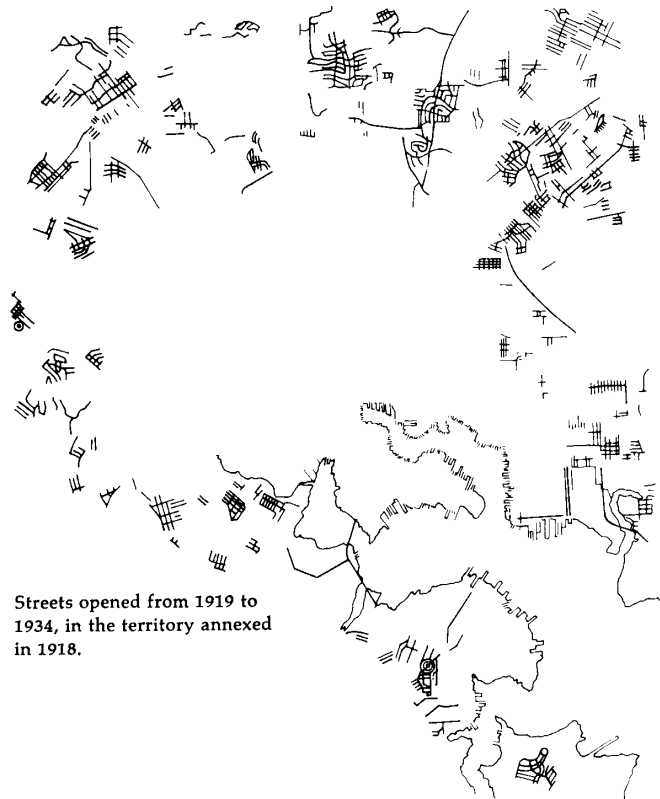 Streets opened from 1919 to
1934, in the territory annexed
in 1918.